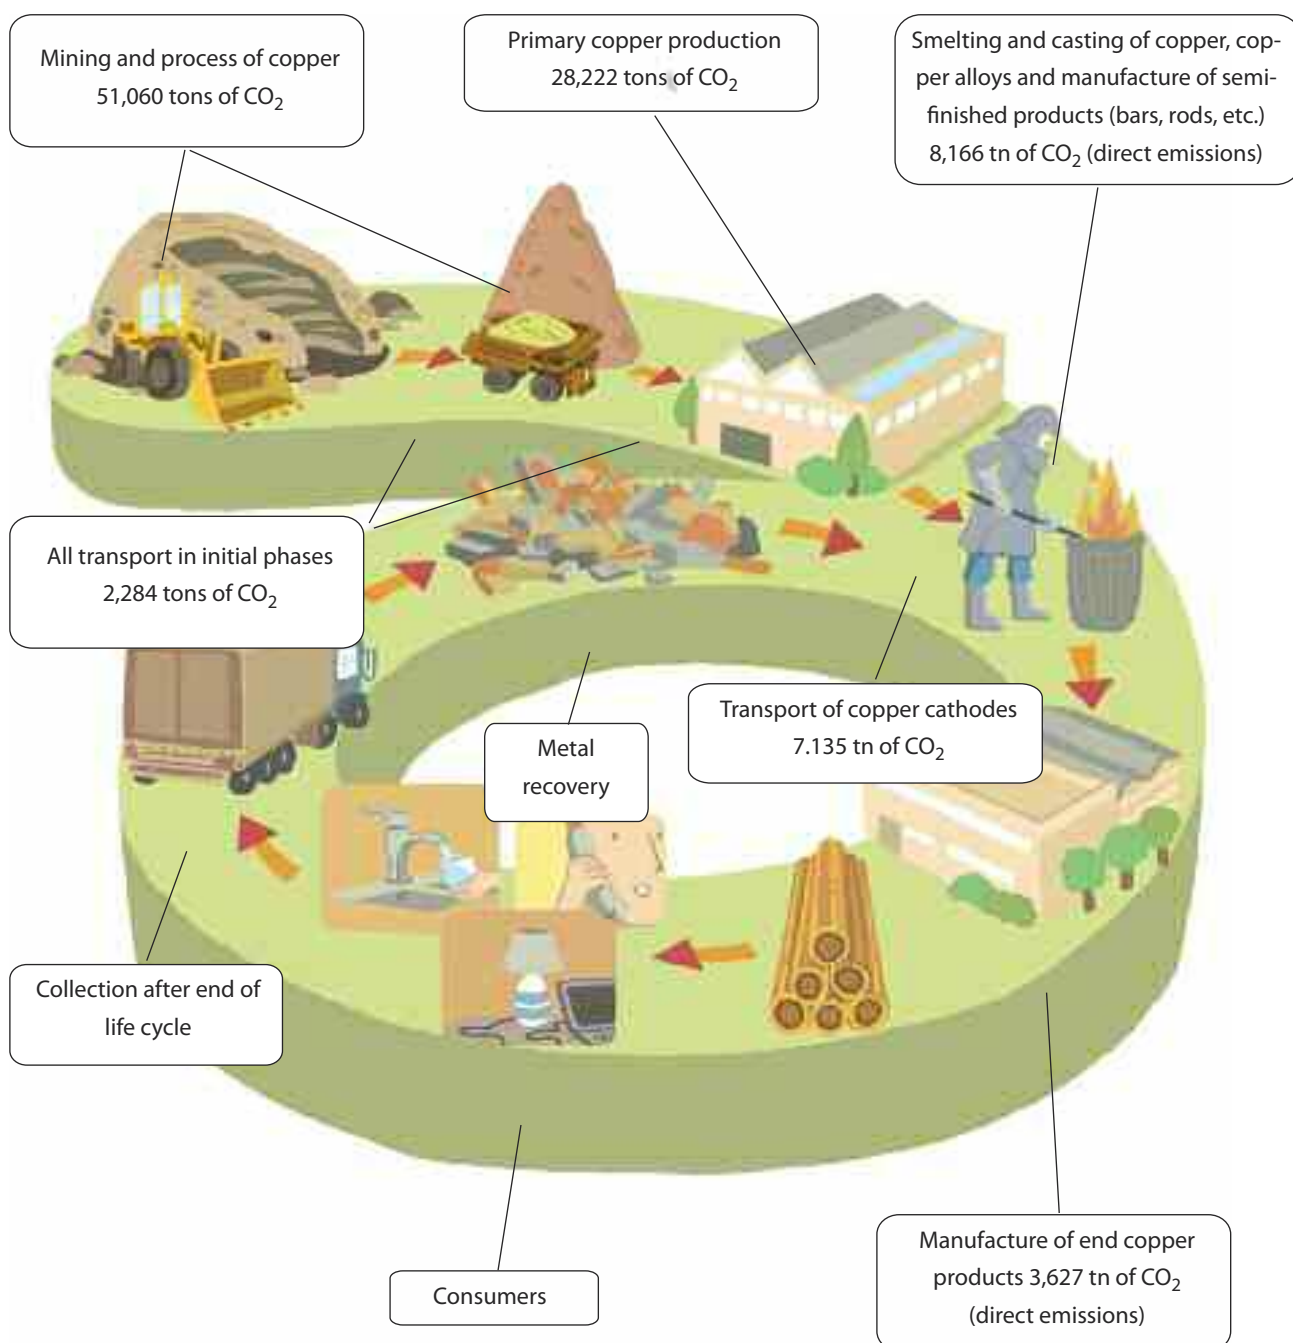 Mining and process of copper
51,060 tons of CO₂
Primary copper production
28,222 tons of CO₂
Smelting and casting of copper, cop-
per alloys and manufacture of semi-
finished products (bars, rods, etc.)
8,166 tn of CO₂ (direct emissions)
All transport in initial phases
2,284 tons of CO₂
Transport of copper cathodes
7.135 tn of CO₂
Metal
recovery
Collection after end of
life cycle
Consumers
Manufacture of end copper
products 3,627 tn of CO₂
(direct emissions)